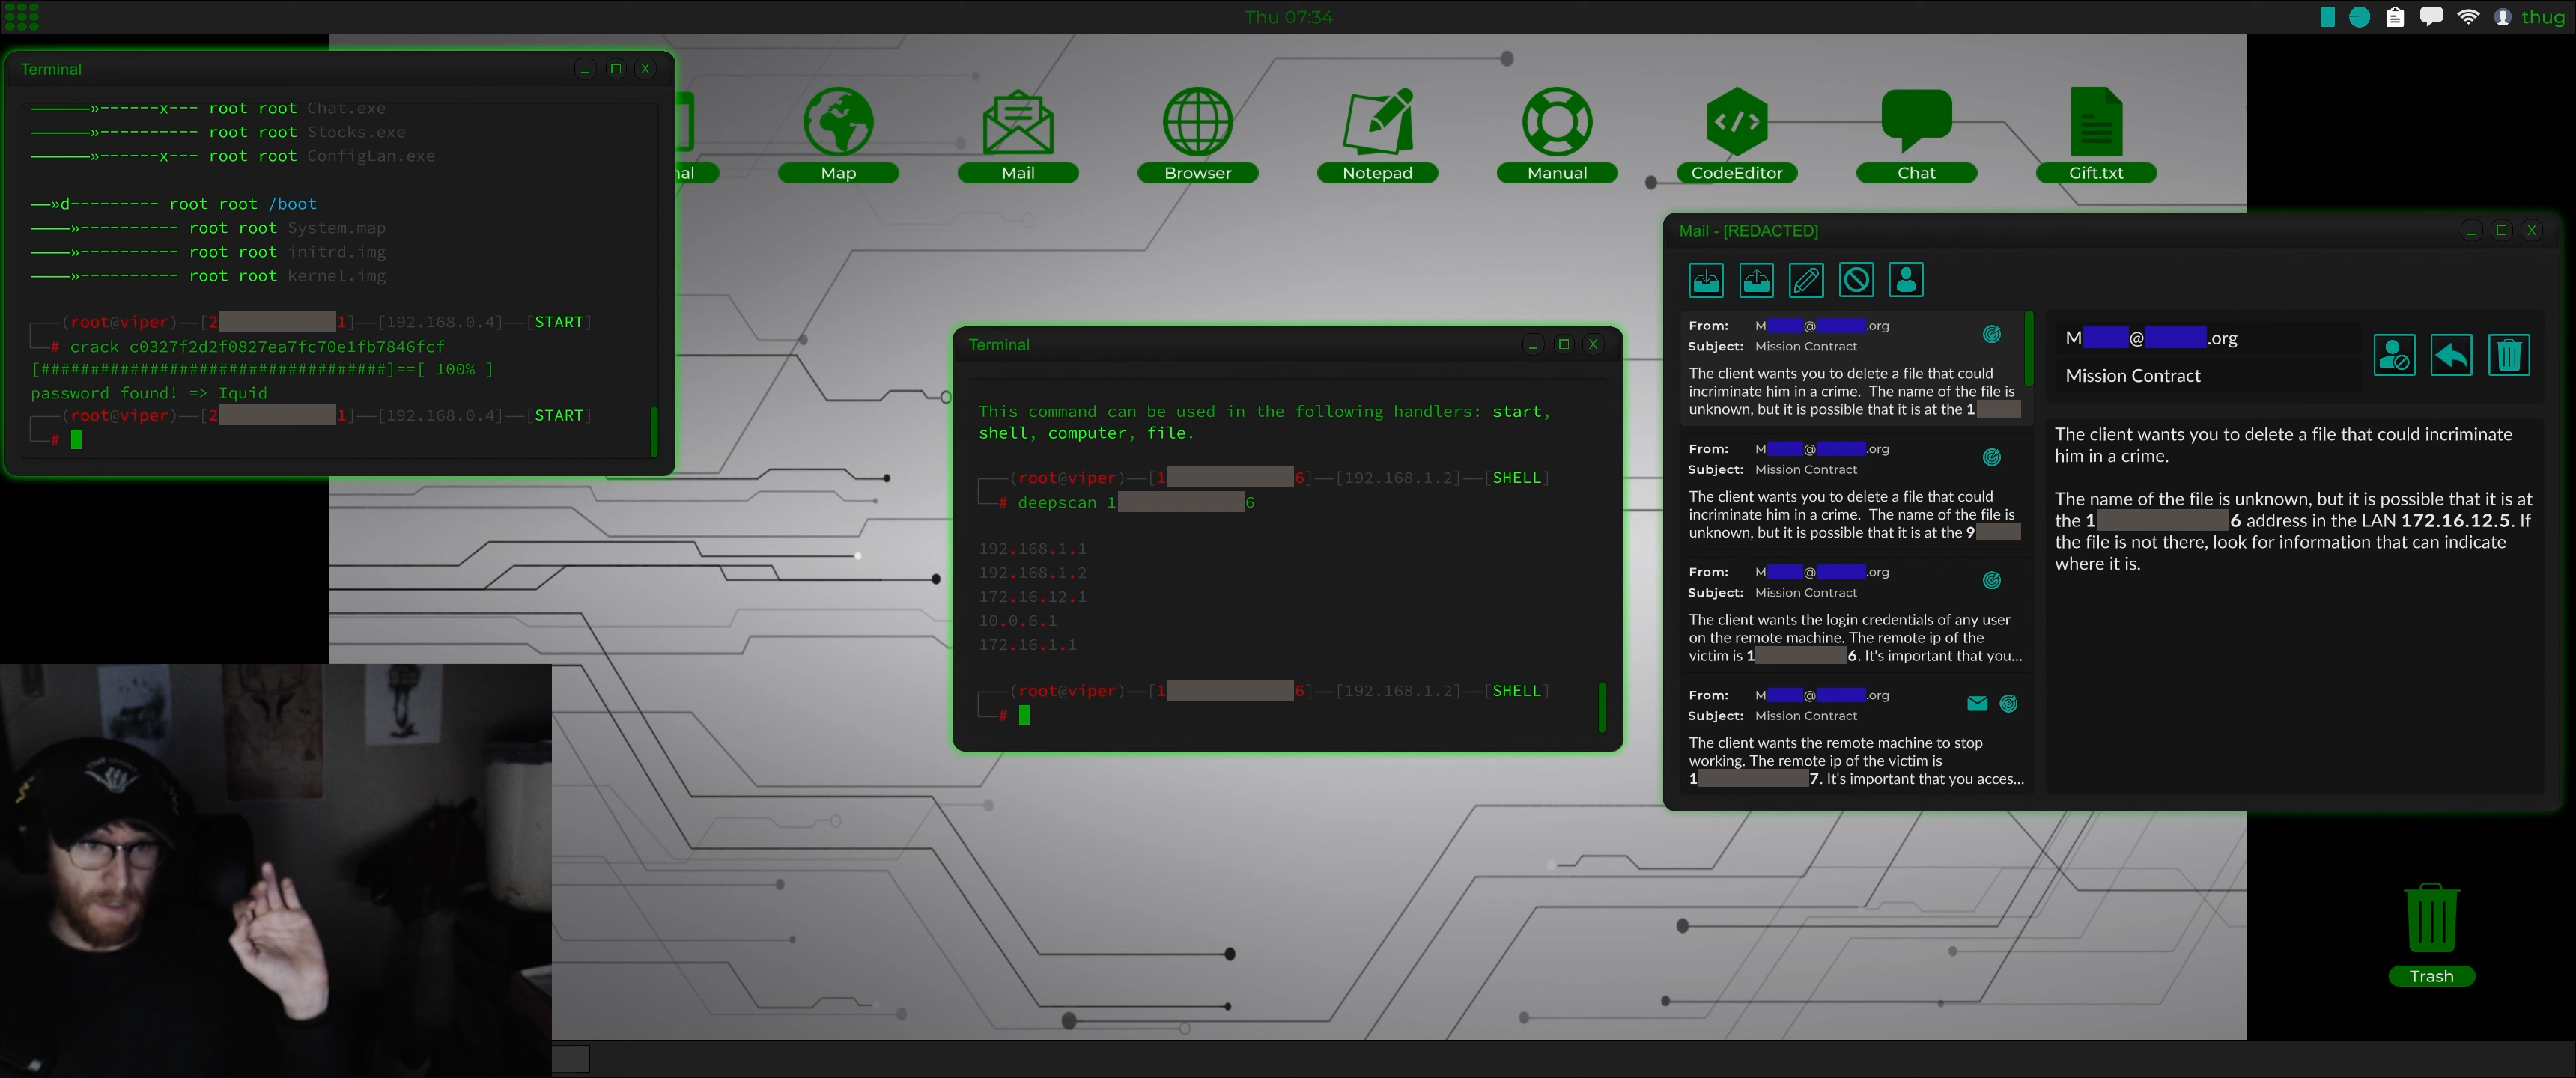 Thu 07:34
thug
Terminal
———»------x--- root root Chat.exe
———»---------- root root Stocks.exe
———»------x--- root root ConfigLan.exe
—»d--------- root root /boot
——»---------- root root System.map
——»---------- root root initrd.img
——»---------- root root kernel.img
(root@viper)—[2 1]—[192.168.0.4]—[START]
# crack c0327f2d2f0827ea7fc70e1fb7846fcf
[###################################]==[ 100% ]
password found! => Iquid
(root@viper)—[2 1]—[192.168.0.4]—[START]
#
nal
Map
Mail
Browser
Notepad
Manual
CodeEditor
Chat
Gift.txt
Terminal
This command can be used in the following handlers: start,
shell, computer, file.
(root@viper)—[1 6]—[192.168.1.2]—[SHELL]
# deepscan 1 6
192.168.1.1
192.168.1.2
172.16.12.1
10.0.6.1
172.16.1.1
(root@viper)—[1 6]—[192.168.1.2]—[SHELL]
#
Mail - [REDACTED]
From: M @ .org
Subject: Mission Contract
The client wants you to delete a file that could
incriminate him in a crime. The name of the file is
unknown, but it is possible that it is at the 1
From: M @ .org
Subject: Mission Contract
The client wants you to delete a file that could
incriminate him in a crime. The name of the file is
unknown, but it is possible that it is at the 9
From: M @ .org
Subject: Mission Contract
The client wants the login credentials of any user
on the remote machine. The remote ip of the
victim is 1 6. It's important that you...
From: M @ .org
Subject: Mission Contract
The client wants the remote machine to stop
working. The remote ip of the victim is
1 7. It's important that you acces...
M @ .org
Mission Contract
The client wants you to delete a file that could incriminate
him in a crime.
The name of the file is unknown, but it is possible that it is at
the 1 6 address in the LAN 172.16.12.5. If
the file is not there, look for information that can indicate
where it is.
Trash